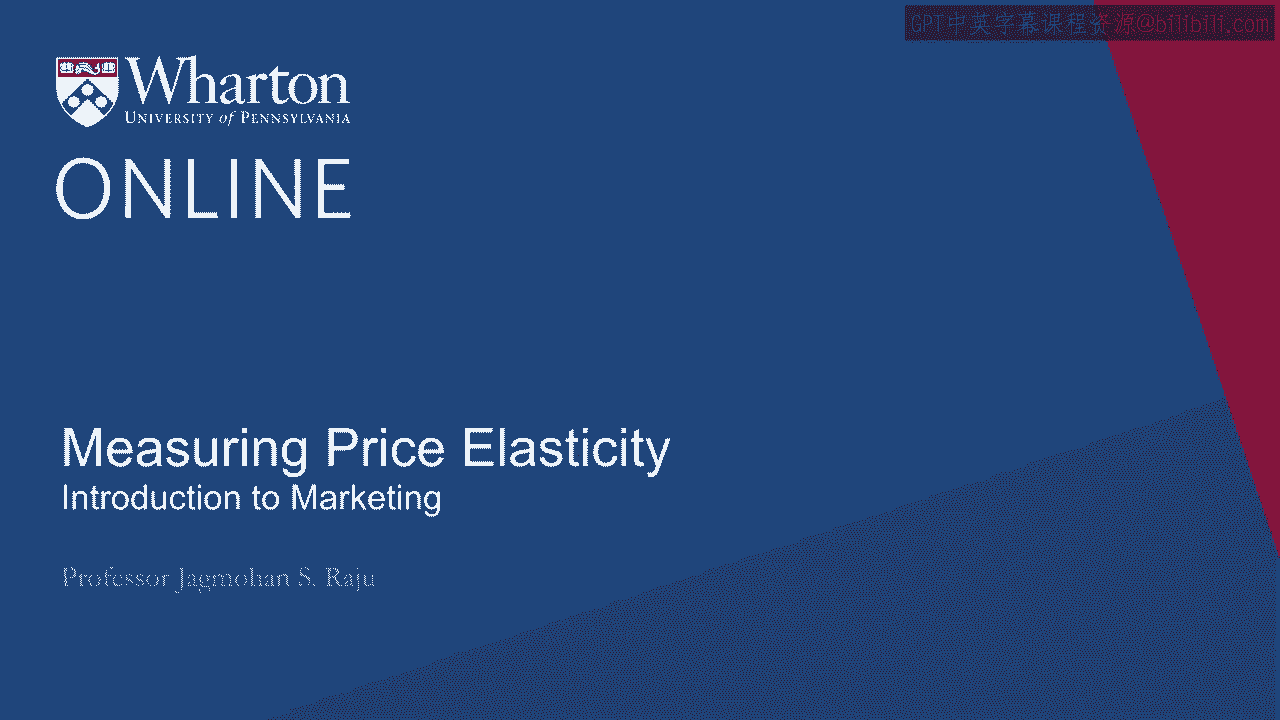 GPT中英字幕课程资源@bilibili.com
Wharton
UNIVERSITY of PENNSYLVANIA
ONLINE
Measuring Price Elasticity
Introduction to Marketing
Professor Jagmohan S. Raju